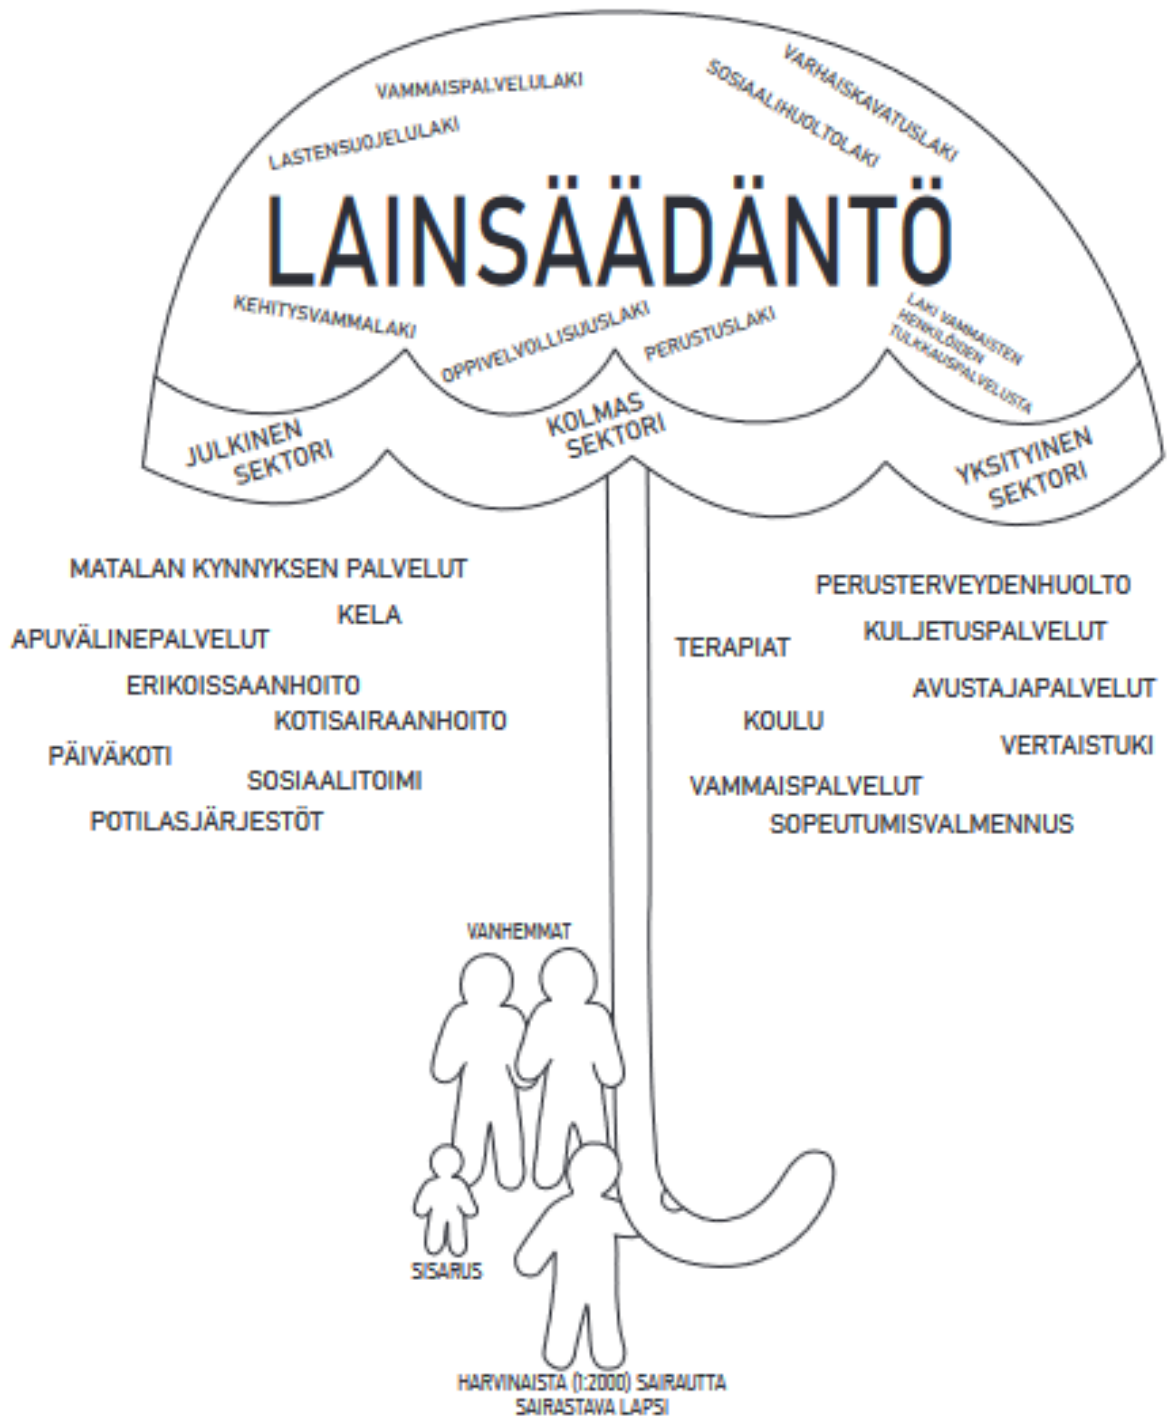 VAMMAISPALVELULAKI
LASTENSUOJELULAKI
SOSIAALIHUOLTOLAKI
VARHAISKAVATUSLAKI
LAINSÄÄDÄNTÖ
KEHITYSVAMMALAKI
OPPIVELVOLLISUUSLAKI
PERUSTUSLAKI
LAKI VAMMAISTEN
HENKILÖIDEN
TULKKAUSPALVELUSTA
JULKINEN
SEKTORI
KOLMAS
SEKTORI
YKSITYINEN
SEKTORI
MATALAN KYNNYKSEN PALVELUT
KELA
APUVÄLINEPALVELUT
ERIKOISSAANHOITO
KOTISAIRAANHOITO
PÄIVÄKOTI
SOSIAALITOIMI
POTILASJÄRJESTÖT
PERUSTERVEYDENHUOLTO
KULJETUSPALVELUT
TERAPIAT
AVUSTAJAPALVELUT
KOULU
VERTAISTUKI
VAMMAISPALVELUT
SOPEUTUMISVALMENNUS
VANHEMMAT
SISARUS
HARVINAISTA (1:2000) SAIRAUTTA
SAIRASTAVA LAPSI